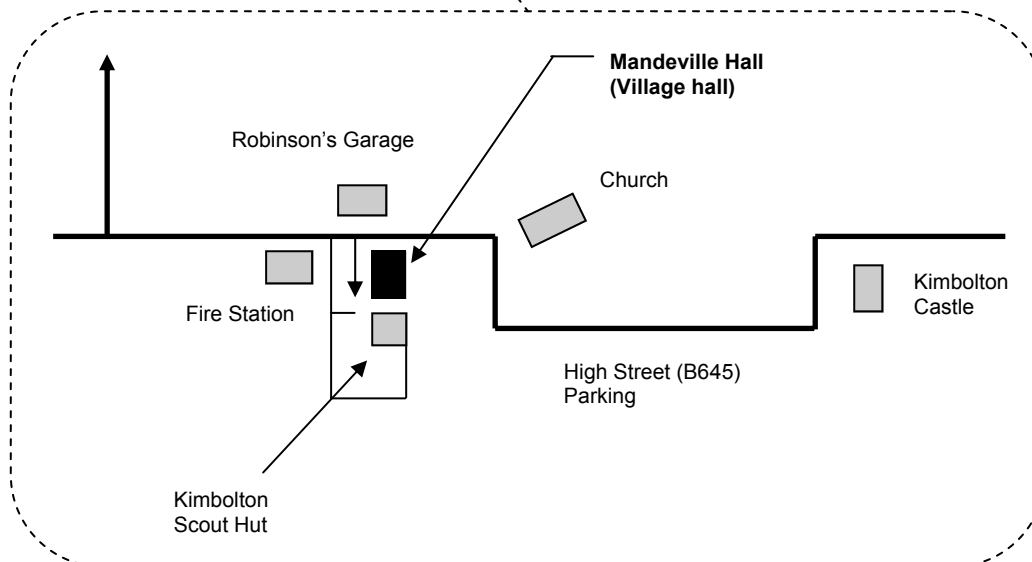 Mandeville Hall
(Village hall)
Robinson's Garage
Church
Kimbolton
Castle
Fire Station
High Street (B645)
Parking
Kimbolton
Scout Hut